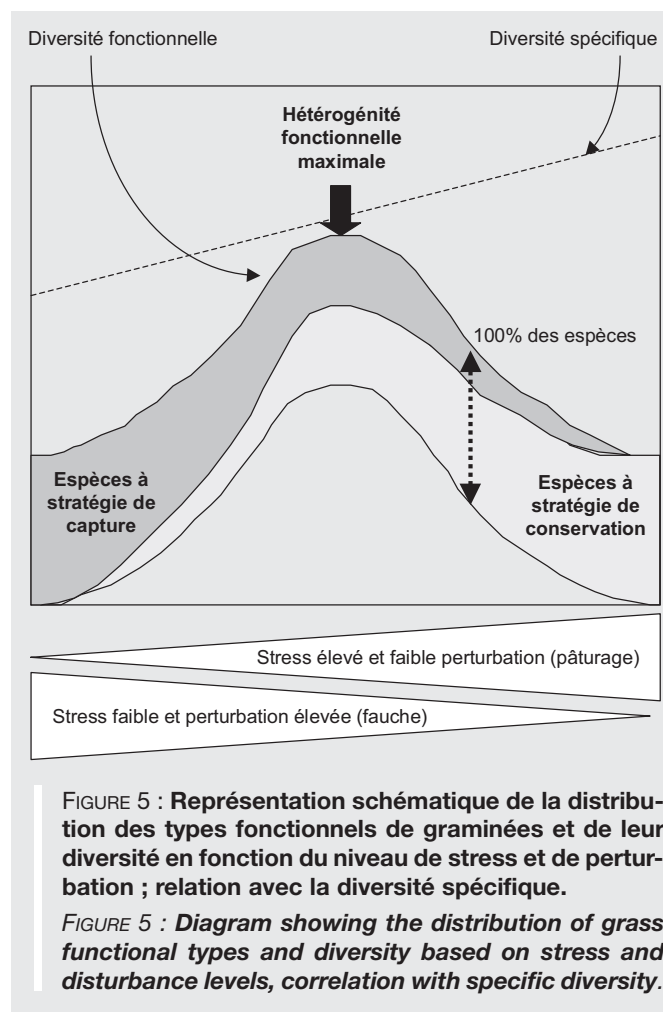 Diversité fonctionnelle
Diversité spécifique
Hétérogénité
fonctionnelle
maximale
100% des espèces
Espèces à
stratégie de
capture
Espèces à
stratégie de
conservation
Stress élevé et faible perturbation (pâturage)
Stress faible et perturbation élevée (fauche)
FIGURE 5 : Représentation schématique de la distribu-
tion des types fonctionnels de graminées et de leur
diversité en fonction du niveau de stress et de pertur-
bation ; relation avec la diversité spécifique.
FIGURE 5 : Diagram showing the distribution of grass
functional types and diversity based on stress and
disturbance levels, correlation with specific diversity.